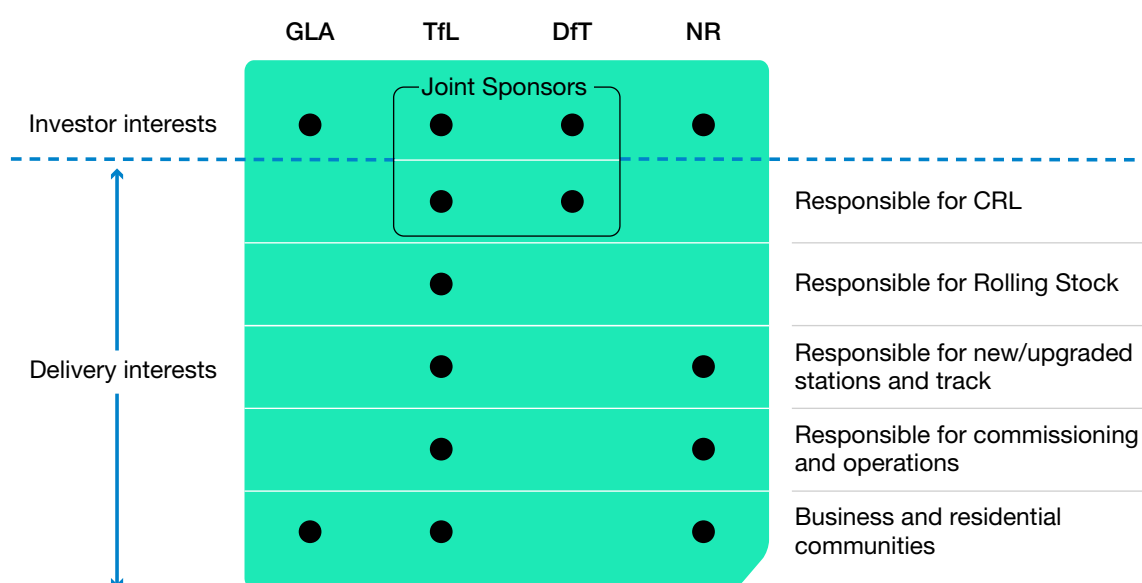 GLA TfL DfT NR
Joint Sponsors
Investor interests
Responsible for CRL
Responsible for Rolling Stock
Delivery interests
Responsible for new/upgraded
stations and track
Responsible for commissioning
and operations
Business and residential
communities